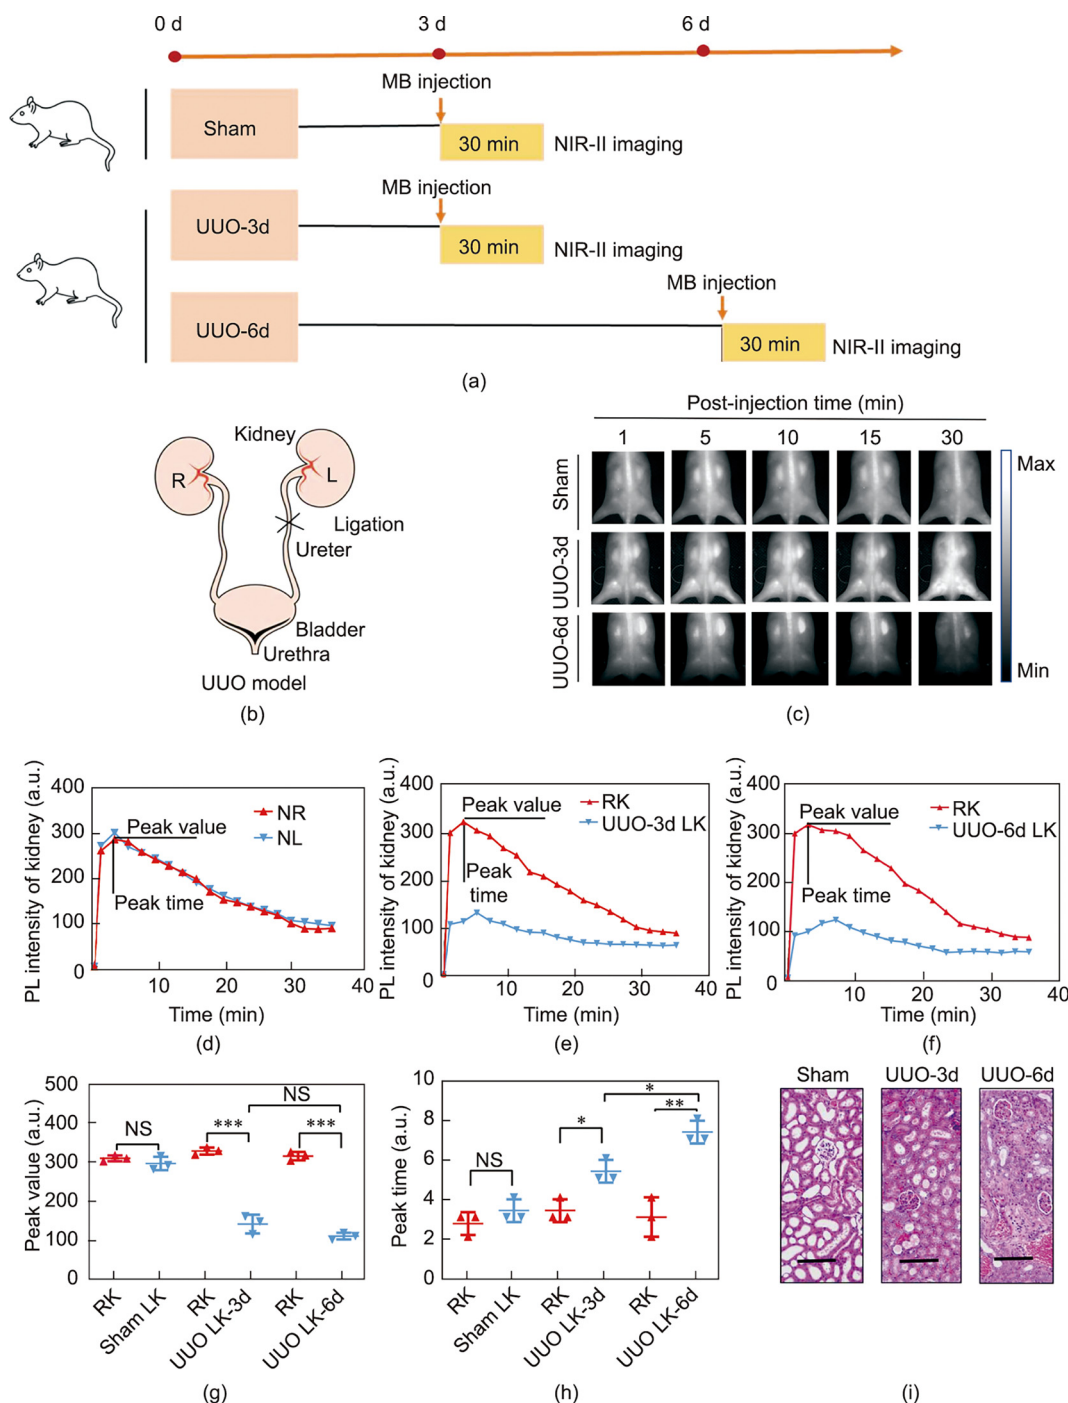 0 d 3 d 6 d
MB injection
Sham 30 min NIR-II imaging
MB injection
UUO-3d 30 min NIR-II imaging
MB injection
UUO-6d 30 min NIR-II imaging
(a)
Kidney
R L
Ligation
Ureter
Bladder
Urethra
UUO model
(b)
Post-injection time (min)
1 5 10 15 30
Sham
UUO-3d
UUO-6d
Max
Min
(c)
PL intensity of kidney (a.u.)
400
300
200
100
0
NR
NL
Peak value
Peak time
0 10 20 30 40
Time (min)
(d)
PL intensity of kidney (a.u.)
400
300
200
100
0
RK
UUO-3d LK
Peak value
Peak
time
10 20 30 40
Time (min)
(e)
PL intensity of kidney (a.u.)
400
300
200
100
0
RK
UUO-6d LK
Peak value
Peak time
10 20 30 40
Time (min)
(f)
Peak value (a.u.)
500
400
300
200
100
0
NS
***
NS
***
RK
Sham LK
RK
UUO LK-3d
RK
UUO LK-6d
(g)
Peak time (a.u.)
10
8
6
4
2
0
NS
*
*
**
RK
Sham LK
RK
UUO LK-3d
RK
UUO LK-6d
(h)
Sham UUO-3d UUO-6d
(i)